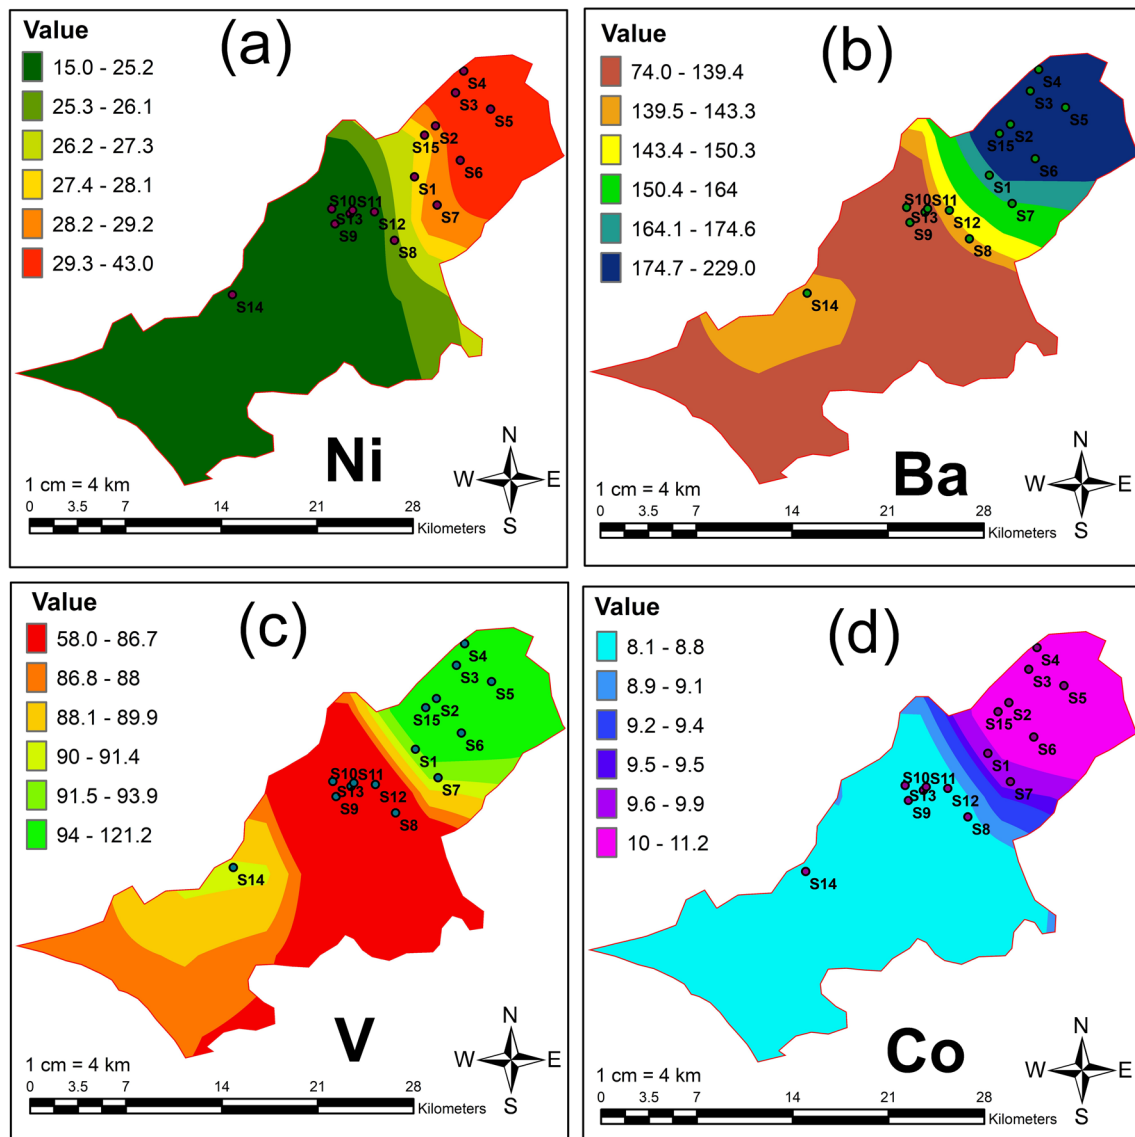 (a)
Value
15.0 - 25.2
25.3 - 26.1
26.2 - 27.3
27.4 - 28.1
28.2 - 29.2
29.3 - 43.0
S4
S3
S5
S2
S15
S6
S1
S7
S10 S11
S13
S12
S9
S8
S14
Ni
N
W E
S
1 cm = 4 km
0 3.5 7 14 21 28
Kilometers
(b)
Value
74.0 - 139.4
139.5 - 143.3
143.4 - 150.3
150.4 - 164
164.1 - 174.6
174.7 - 229.0
S4
S3
S5
S2
S15
S6
S1
S7
S10 S11
S13
S12
S9
S8
S14
Ba
N
W E
S
1 cm = 4 km
0 3.5 7 14 21 28
Kilometers
(c)
Value
58.0 - 86.7
86.8 - 88
88.1 - 89.9
90 - 91.4
91.5 - 93.9
94 - 121.2
S4
S3
S5
S2
S15
S6
S1
S7
S10 S11
S13
S12
S9
S8
S14
V
N
W E
S
1 cm = 4 km
0 3.5 7 14 21 28
Kilometers
(d)
Value
8.1 - 8.8
8.9 - 9.1
9.2 - 9.4
9.5 - 9.5
9.6 - 9.9
10 - 11.2
S4
S3
S5
S2
S15
S6
S1
S7
S10 S11
S13
S12
S9
S8
S14
Co
N
W E
S
1 cm = 4 km
0 3.5 7 14 21 28
Kilometers